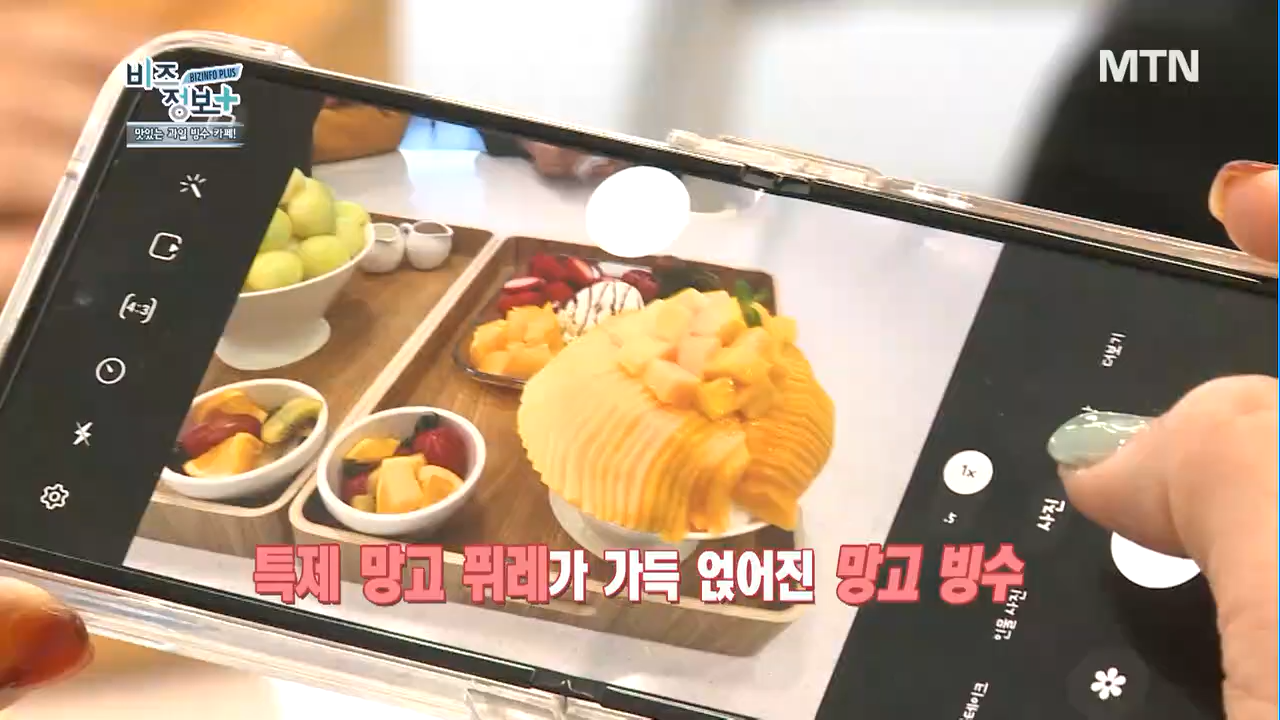 비즈
BIZINFO PLUS
정보+
맛있는 과일 빙수 카페!
MTN
4:3
더보기
1x
사진
인물 사진
특제 망고 퓌레가 가득 얹어진 망고 빙수